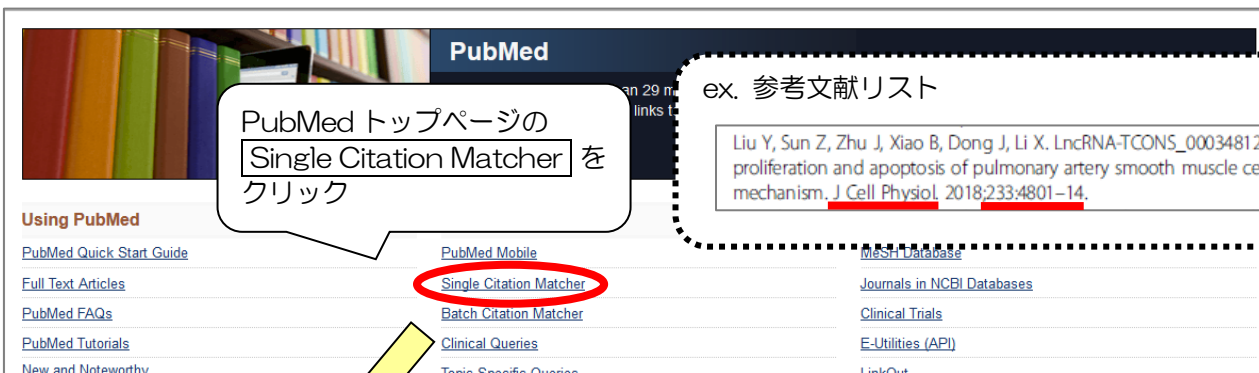 PubMed
an 29 m
links t
PubMed トップページの
Single Citation Matcher を
クリック
ex. 参考文献リスト
Liu Y, Sun Z, Zhu J, Xiao B, Dong J, Li X. LncRNA-TCONS_00034812
proliferation and apoptosis of pulmonary artery smooth muscle ce
mechanism. J Cell Physiol. 2018;233:4801–14.
Using PubMed
PubMed Quick Start Guide
Full Text Articles
PubMed FAQs
PubMed Tutorials
New and Noteworthy
PubMed Mobile
Single Citation Matcher
Batch Citation Matcher
Clinical Queries
Topic-Specific Queries
MeSH Database
Journals in NCBI Databases
Clinical Trials
E-Utilities (API)
LinkOut